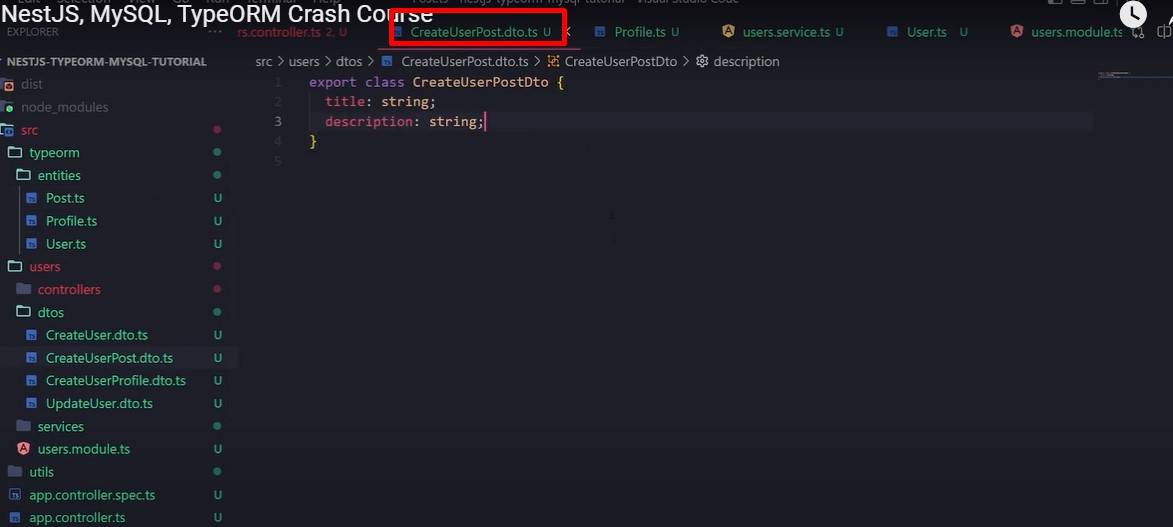 NestJS, MySQL, TypeORM Crash Course
EXPLORER
rs.controller.ts 2, U
CreateUserPost.dto.ts U
Profile.ts U
users.service.ts U
User.ts U
users.module.ts
NESTJS-TYPEORM-MYSQL-TUTORIAL
src > users > dtos > CreateUserPost.dto.ts > CreateUserPostDto > description
dist
1 export class CreateUserPostDto {
node_modules
2 title: string;
src
3 description: string;
typeorm
4 }
entities
5
Post.ts U
Profile.ts U
User.ts U
users
controllers
dtos
CreateUser.dto.ts U
CreateUserPost.dto.ts U
CreateUserProfile.dto.ts U
UpdateUser.dto.ts U
services
users.module.ts U
utils
app.controller.spec.ts U
app.controller.ts U